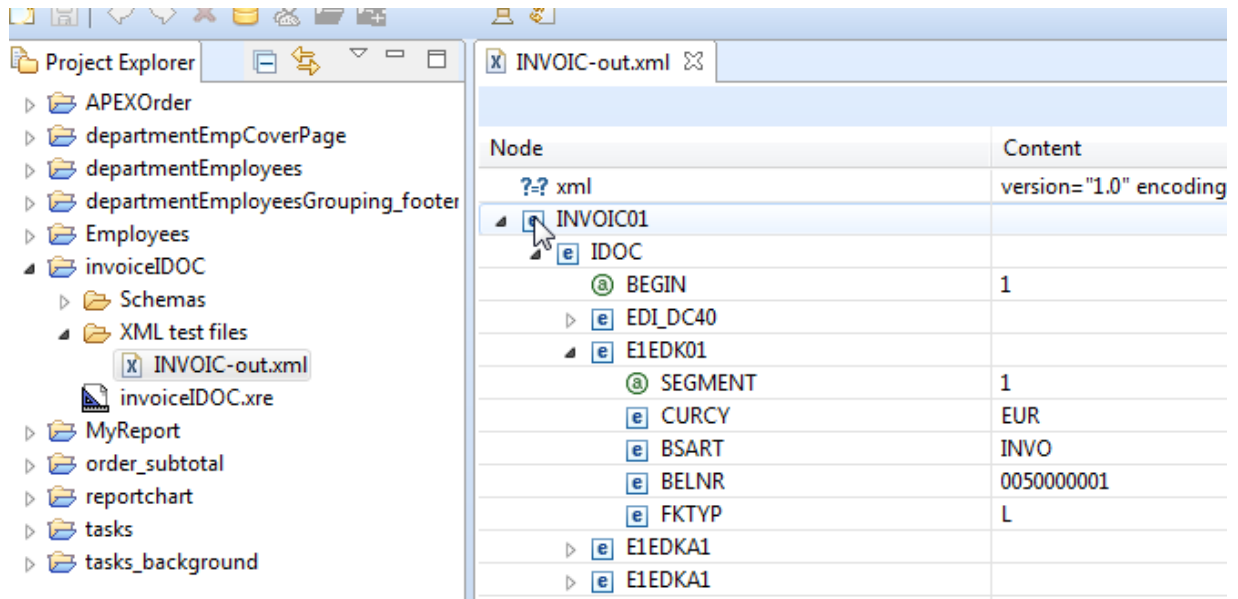 Project Explorer
APEXOrder
departmentEmpCoverPage
departmentEmployees
departmentEmployeesGrouping_footer
Employees
invoiceIDOC
Schemas
XML test files
INVOIC-out.xml
invoiceIDOC.xre
MyReport
order_subtotal
reportchart
tasks
tasks_background
INVOIC-out.xml
Node Content
?=? xml version="1.0" encoding
e INVOIC01
e IDOC
a BEGIN 1
e EDI_DC40
e E1EDK01
a SEGMENT 1
e CURCY EUR
e BSART INVO
e BELNR 0050000001
e FKTYP L
e E1EDKA1
e E1EDKA1